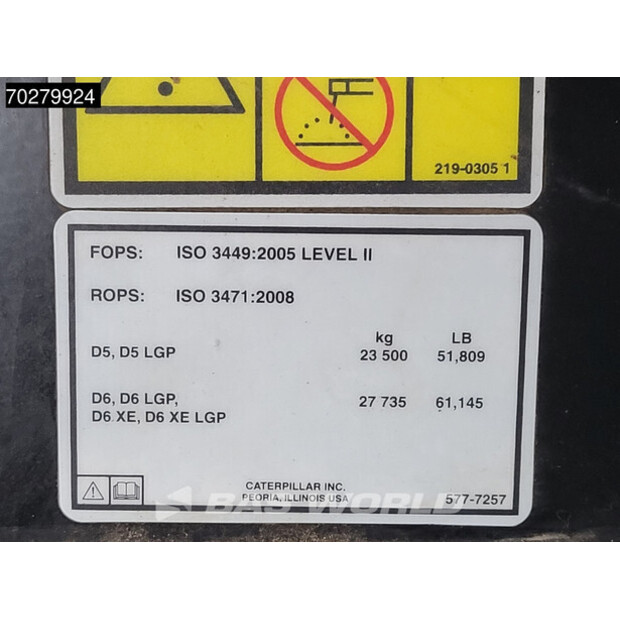 70279924
219-0305 1
FOPS: ISO 3449:2005 LEVEL II
ROPS: ISO 3471:2008
kg LB
D5, D5 LGP 23 500 51,809
D6, D6 LGP, 27 735 61,145
D6 XE, D6 XE LGP
CATERPILLAR INC.
PEORIA, ILLINOIS USA
577-7257
BAS WORLD